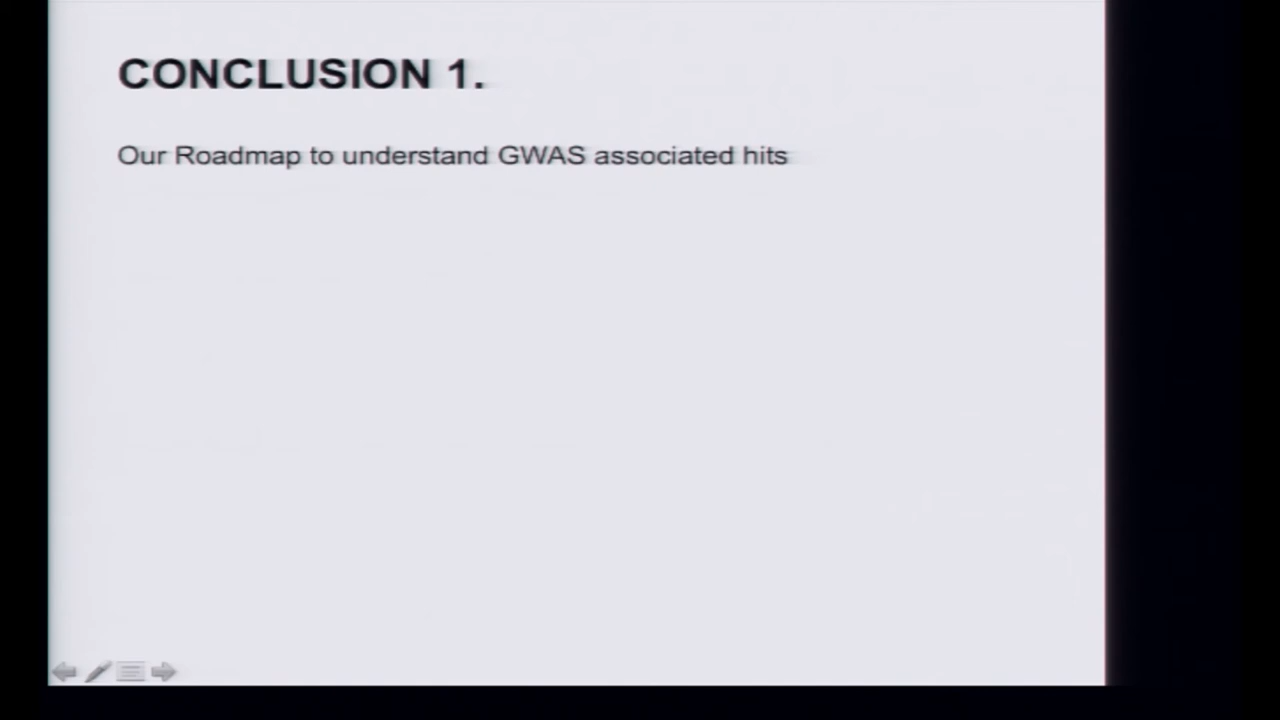 CONCLUSION 1.
Our Roadmap to understand GWAS associated hits